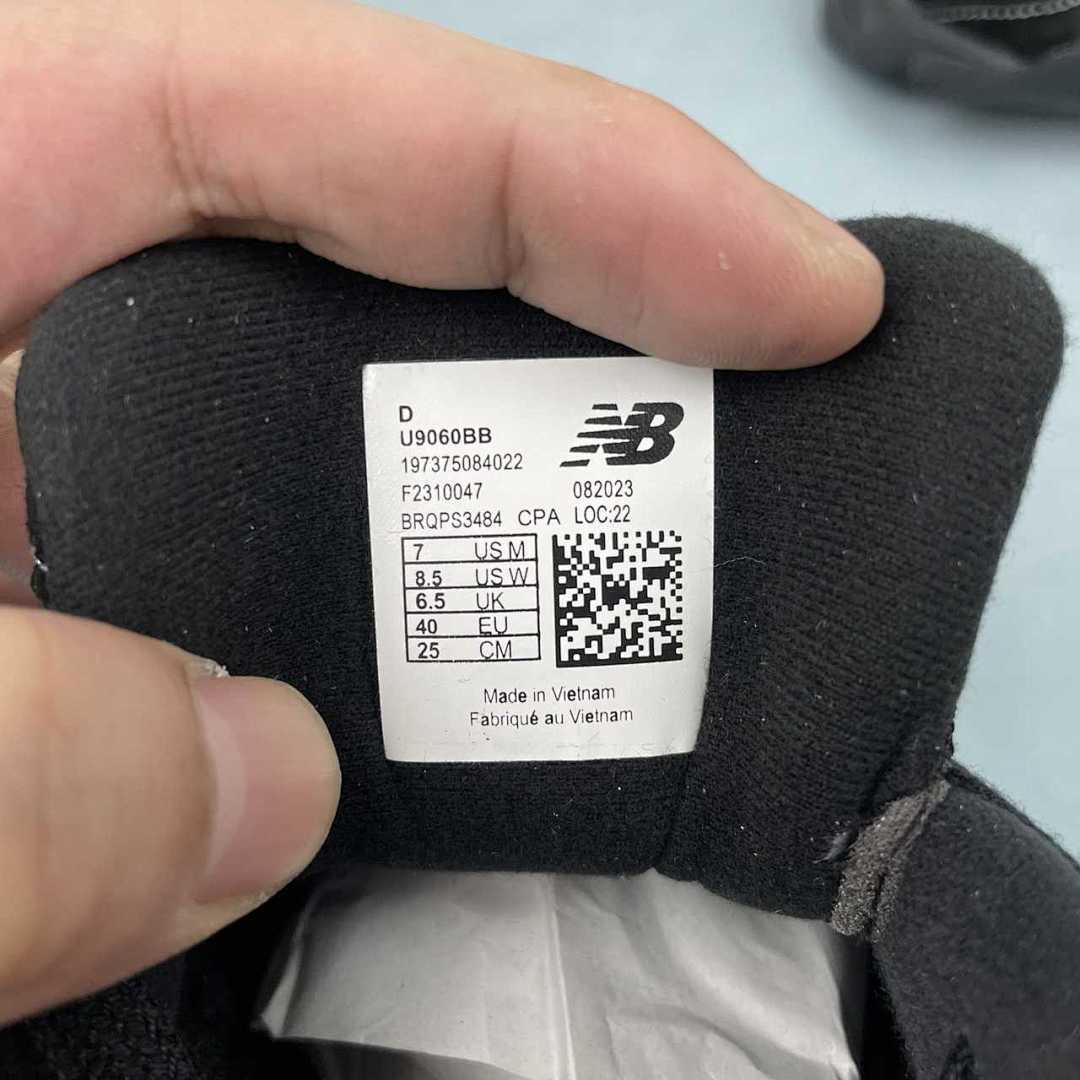 D
U9060BB
NB
197375084022
F2310047 082023
BRQPS3484 CPA LOC:22
7 US M
8.5 US W
6.5 UK
40 EU
25 CM
Made in Vietnam
Fabriqué au Vietnam